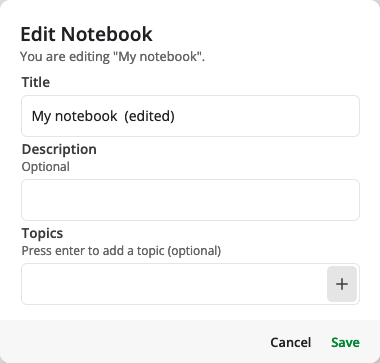 Edit Notebook
You are editing "My notebook".
Title
My notebook  (edited)
Description
Optional
Topics
Press enter to add a topic (optional)
+
Cancel Save